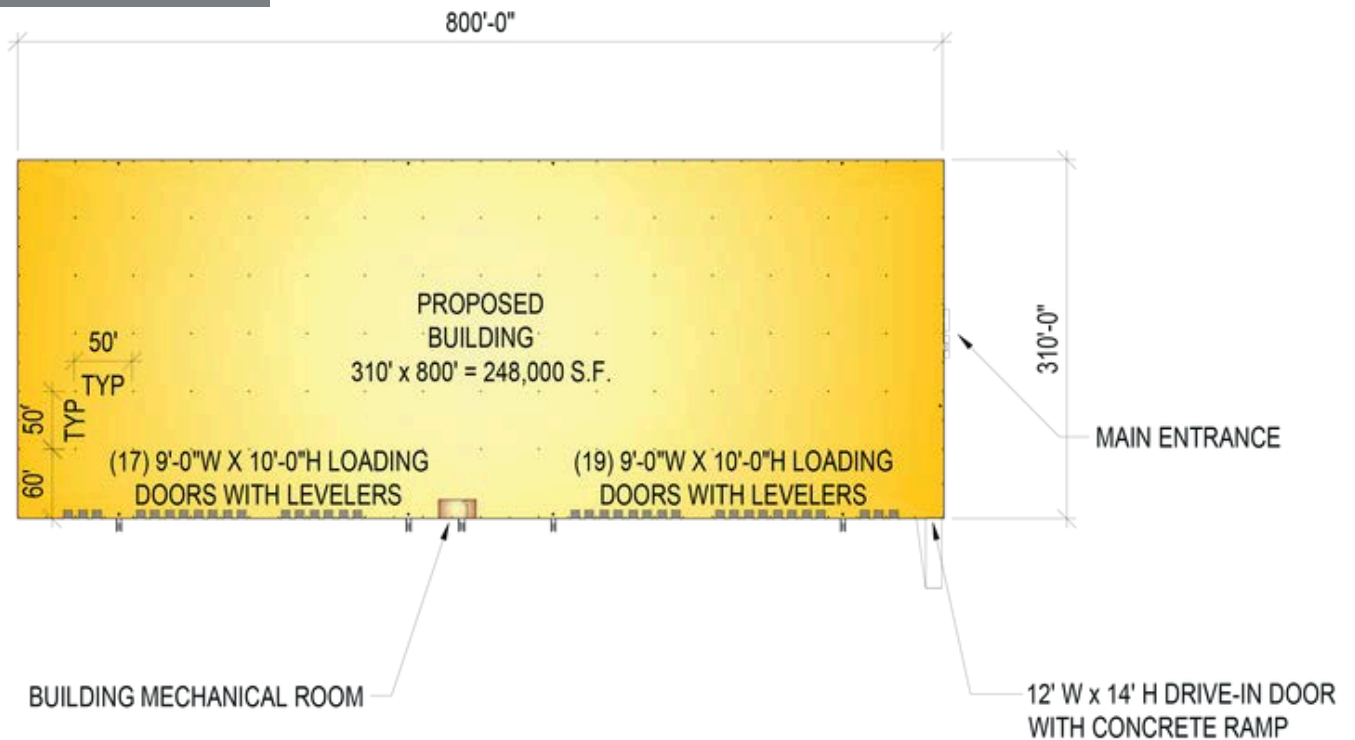 800'-0"
PROPOSED
BUILDING
310' x 800' = 248,000 S.F.
310'-0"
50'
TYP
50'
TYP
60'
(17) 9'-0"W X 10'-0"H LOADING
DOORS WITH LEVELERS
(19) 9'-0"W X 10'-0"H LOADING
DOORS WITH LEVELERS
MAIN ENTRANCE
BUILDING MECHANICAL ROOM
12' W x 14' H DRIVE-IN DOOR
WITH CONCRETE RAMP